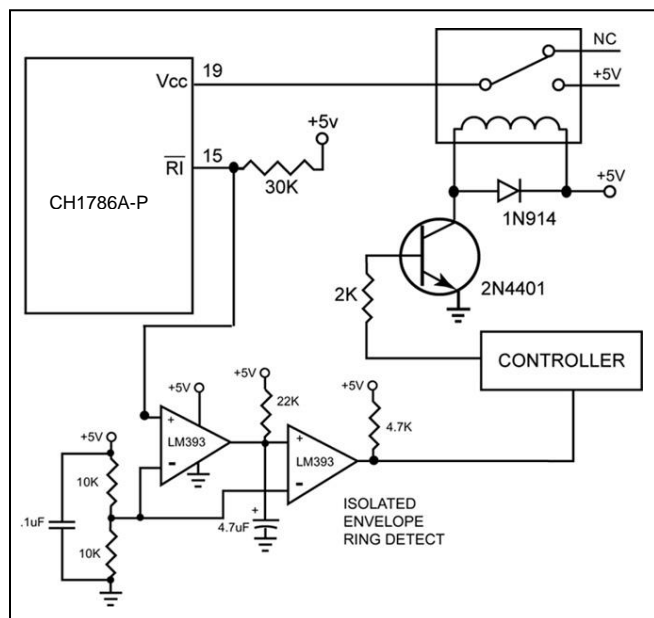 NC
19
Vcc
+5V
+5v
15
RI
30K
+5V
CH1786A-P
1N914
2K
2N4401
CONTROLLER
+5V
+5V
+5V
22K
+
LM393
-
4.7K
+5V
+
LM393
-
10K
.1uF
+
4.7uF
10K
ISOLATED
ENVELOPE
RING DETECT